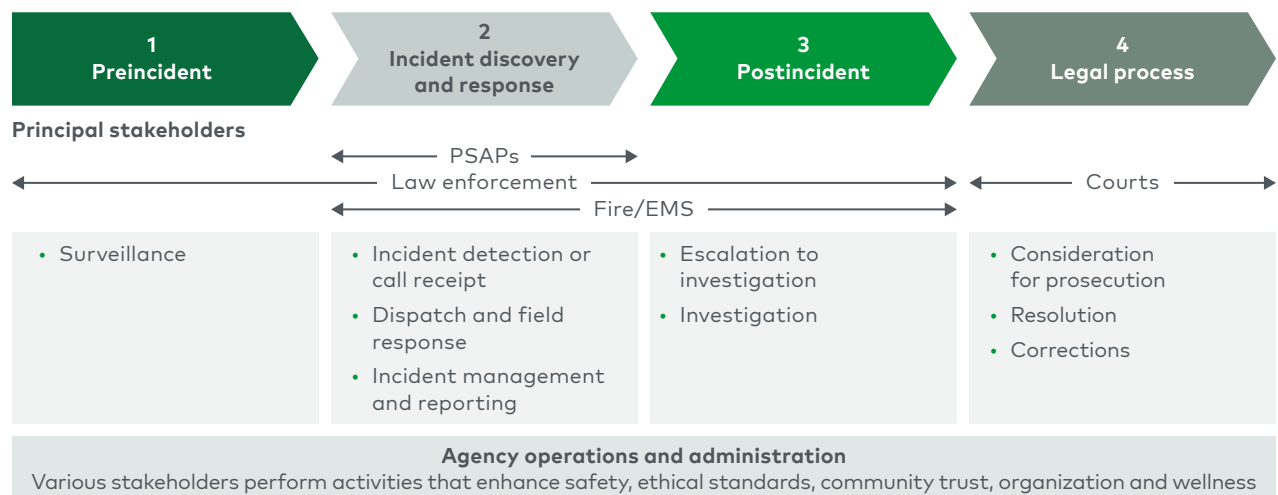 1
Preincident
2
Incident discovery
and response
3
Postincident
4
Legal process
Principal stakeholders
PSAPs
Law enforcement
Courts
Fire/EMS
• Surveillance
• Incident detection or
call receipt
• Dispatch and field
response
• Incident management
and reporting
• Escalation to
investigation
• Investigation
• Consideration
for prosecution
• Resolution
• Corrections
Agency operations and administration
Various stakeholders perform activities that enhance safety, ethical standards, community trust, organization and wellness